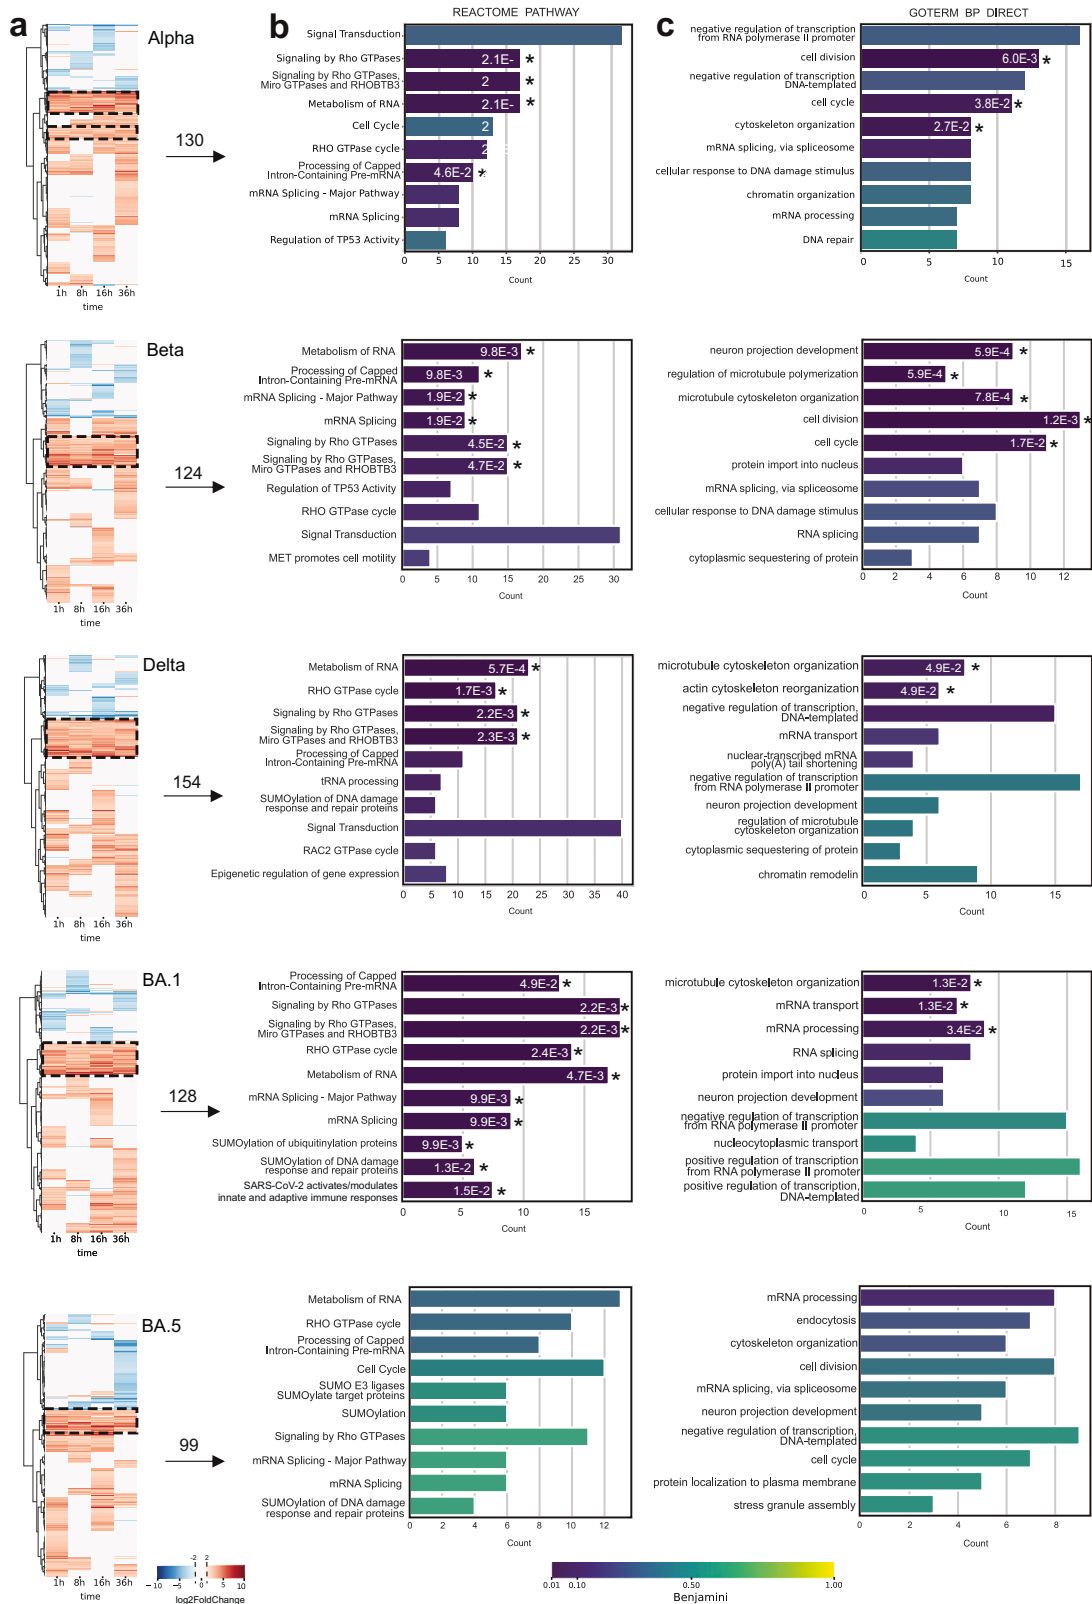 a
Alpha
130
1h 8h 16h 36h
time
b
REACTOME PATHWAY
Signal Transduction
Signaling by Rho GTPases
2.1E- *
Signaling by Rho GTPases,
Miro GTPases and RHOBTB3
2 *
Metabolism of RNA
2.1E- *
Cell Cycle
2
RHO GTPase cycle
2
Processing of Capped
Intron-Containing Pre-mRNA
4.6E-2 *
mRNA Splicing - Major Pathway
mRNA Splicing
Regulation of TP53 Activity
0 5 10 15 20 25 30
Count
c
GOTERM BP DIRECT
negative regulation of transcription
from RNA polymerase II promoter
cell division
6.0E-3 *
negative regulation of transcription
DNA-templated
cell cycle
3.8E-2 *
cytoskeleton organization
2.7E-2 *
mRNA splicing, via spliceosome
cellular response to DNA damage stimulus
chromatin organization
mRNA processing
DNA repair
0 5 10 15
Count
Beta
124
1h 8h 16h 36h
time
Metabolism of RNA
9.8E-3 *
Processing of Capped
Intron-Containing Pre-mRNA
9.8E-3 *
mRNA Splicing - Major Pathway
1.9E-2 *
mRNA Splicing
1.9E-2 *
Signaling by Rho GTPases
4.5E-2 *
Signaling by Rho GTPases,
Miro GTPases and RHOBTB3
4.7E-2 *
Regulation of TP53 Activity
RHO GTPase cycle
Signal Transduction
MET promotes cell motility
0 5 10 15 20 25 30
Count
neuron projection development
5.9E-4 *
regulation of microtubule polymerization
5.9E-4 *
microtubule cytoskeleton organization
7.8E-4 *
cell division
1.2E-3 *
cell cycle
1.7E-2 *
protein import into nucleus
mRNA splicing, via spliceosome
cellular response to DNA damage stimulus
RNA splicing
cytoplasmic sequestering of protein
0 2 4 6 8 10 12
Count
Delta
154
1h 8h 16h 36h
time
Metabolism of RNA
5.7E-4 *
RHO GTPase cycle
1.7E-3 *
Signaling by Rho GTPases
2.2E-3 *
Signaling by Rho GTPases,
Miro GTPases and RHOBTB3
2.3E-3 *
Processing of Capped
Intron-Containing Pre-mRNA
tRNA processing
SUMOylation of DNA damage
response and repair proteins
Signal Transduction
RAC2 GTPase cycle
Epigenetic regulation of gene expression
0 5 10 15 20 25 30 35 40
Count
microtubule cytoskeleton organization
4.9E-2 *
actin cytoskeleton reorganization
4.9E-2 *
negative regulation of transcription,
DNA-templated
mRNA transport
nuclear-transcribed mRNA
poly(A) tail shortening
negative regulation of transcription
from RNA polymerase II promoter
neuron projection development
regulation of microtubule
cytoskeleton organization
cytoplasmic sequestering of protein
chromatin remodelin
0 5 10 15
Count
BA.1
128
1h 8h 16h 36h
time
Processing of Capped
Intron-Containing Pre-mRNA
4.9E-2 *
Signaling by Rho GTPases
2.2E-3 *
Signaling by Rho GTPases,
Miro GTPases and RHOBTB3
2.2E-3 *
RHO GTPase cycle
2.4E-3 *
Metabolism of RNA
4.7E-3 *
mRNA Splicing - Major Pathway
9.9E-3 *
mRNA Splicing
9.9E-3 *
SUMOylation of ubiquitinylation proteins
9.9E-3 *
SUMOylation of DNA damage
response and repair proteins
1.3E-2 *
SARS-CoV-2 activates/modulates
innate and adaptive immune responses
1.5E-2 *
0 5 10 15
Count
microtubule cytoskeleton organization
1.3E-2 *
mRNA transport
1.3E-2 *
mRNA processing
3.4E-2 *
RNA splicing
protein import into nucleus
neuron projection development
negative regulation of transcription
from RNA polymerase II promoter
nucleocytoplasmic transport
positive regulation of transcription
from RNA polymerase II promoter
positive regulation of transcription,
DNA-templated
0 5 10 15
Count
BA.5
99
1h 8h 16h 36h
time
Metabolism of RNA
RHO GTPase cycle
Processing of Capped
Intron-Containing Pre-mRNA
Cell Cycle
SUMO E3 ligases
SUMOylate target proteins
SUMOylation
Signaling by Rho GTPases
mRNA Splicing - Major Pathway
mRNA Splicing
SUMOylation of DNA damage
response and repair proteins
0 2 4 6 8 10 12
Count
mRNA processing
endocytosis
cytoskeleton organization
cell division
mRNA splicing, via spliceosome
neuron projection development
negative regulation of transcription,
DNA-templated
cell cycle
protein localization to plasma membrane
stress granule assembly
0 2 4 6 8
Count
-2 2
-10 -5 0 5 10
log2FoldChange
0.01 0.10 0.50 1.00
Benjamini